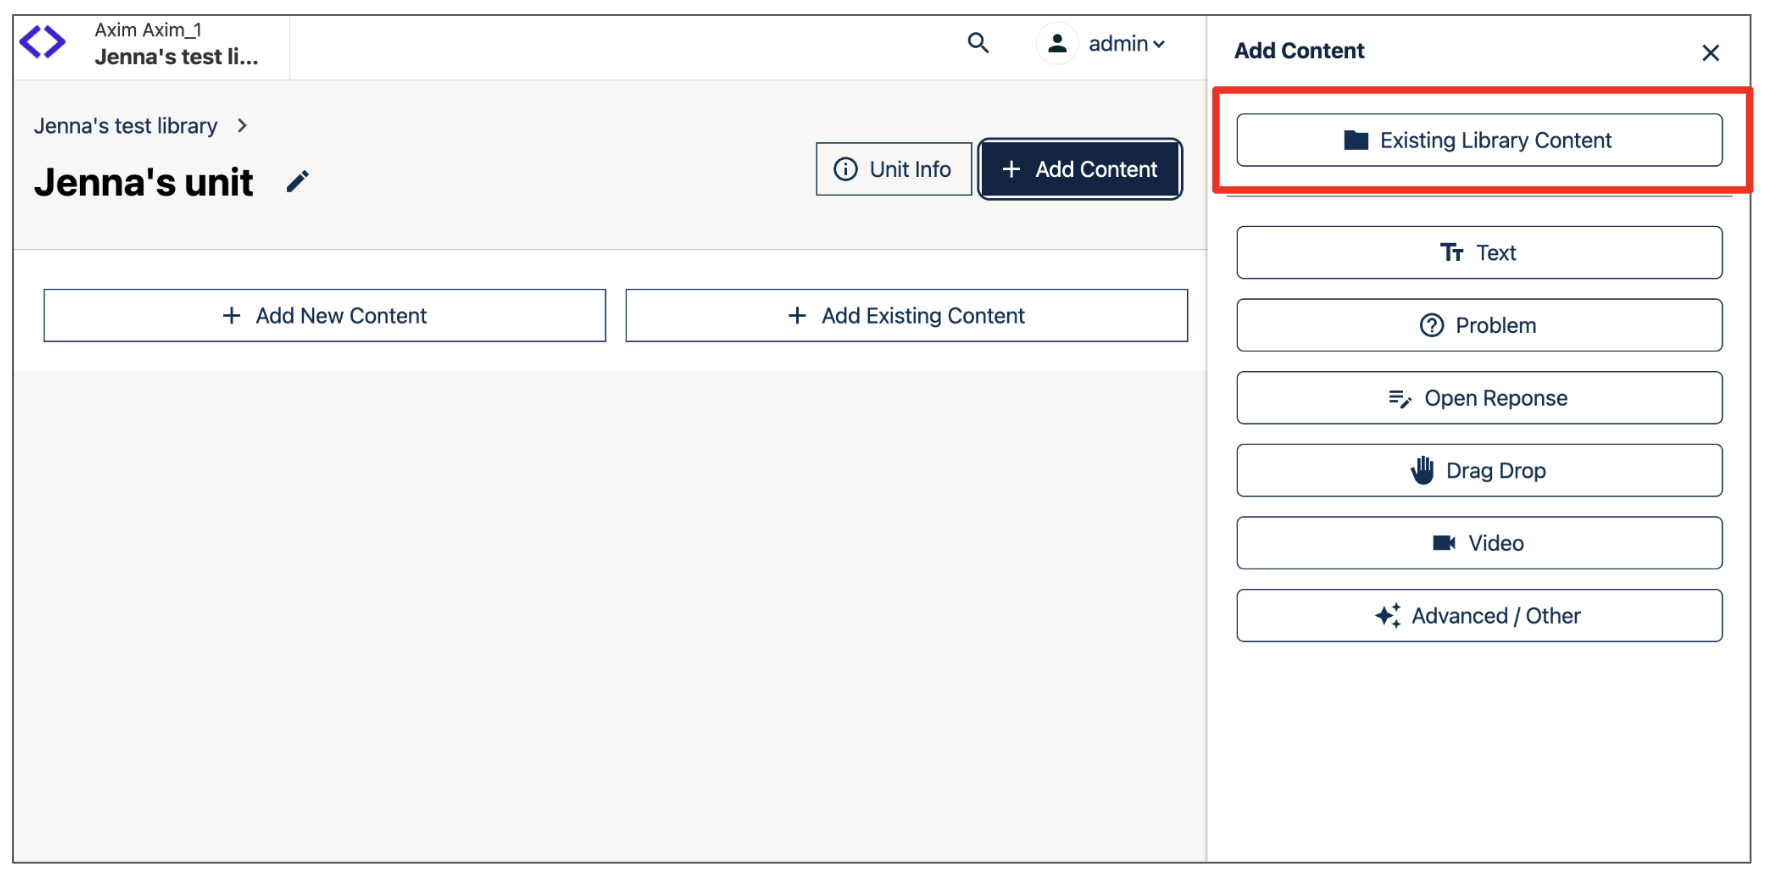 Axim Axim_1
Jenna's test li...
admin
Jenna's test library
Jenna's unit
Unit Info
Add Content
Add New Content
Add Existing Content
Add Content
Existing Library Content
Text
Problem
Open Reponse
Drag Drop
Video
Advanced / Other